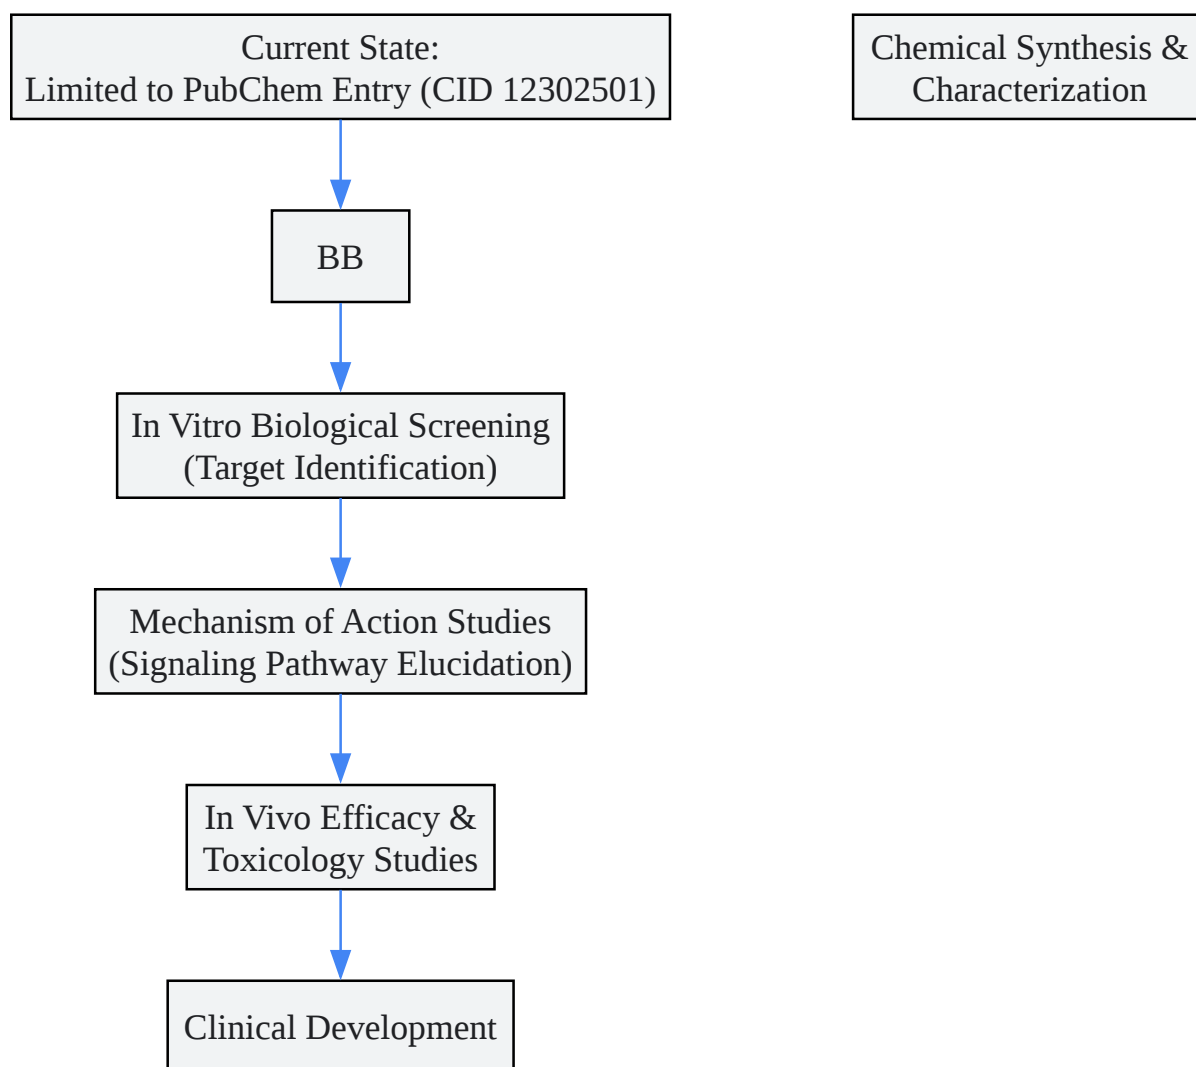 Current State:
Limited to PubChem Entry (CID 12302501)
Chemical Synthesis &
Characterization
BB
In Vitro Biological Screening
(Target Identification)
Mechanism of Action Studies
(Signaling Pathway Elucidation)
In Vivo Efficacy &
Toxicology Studies
Clinical Development